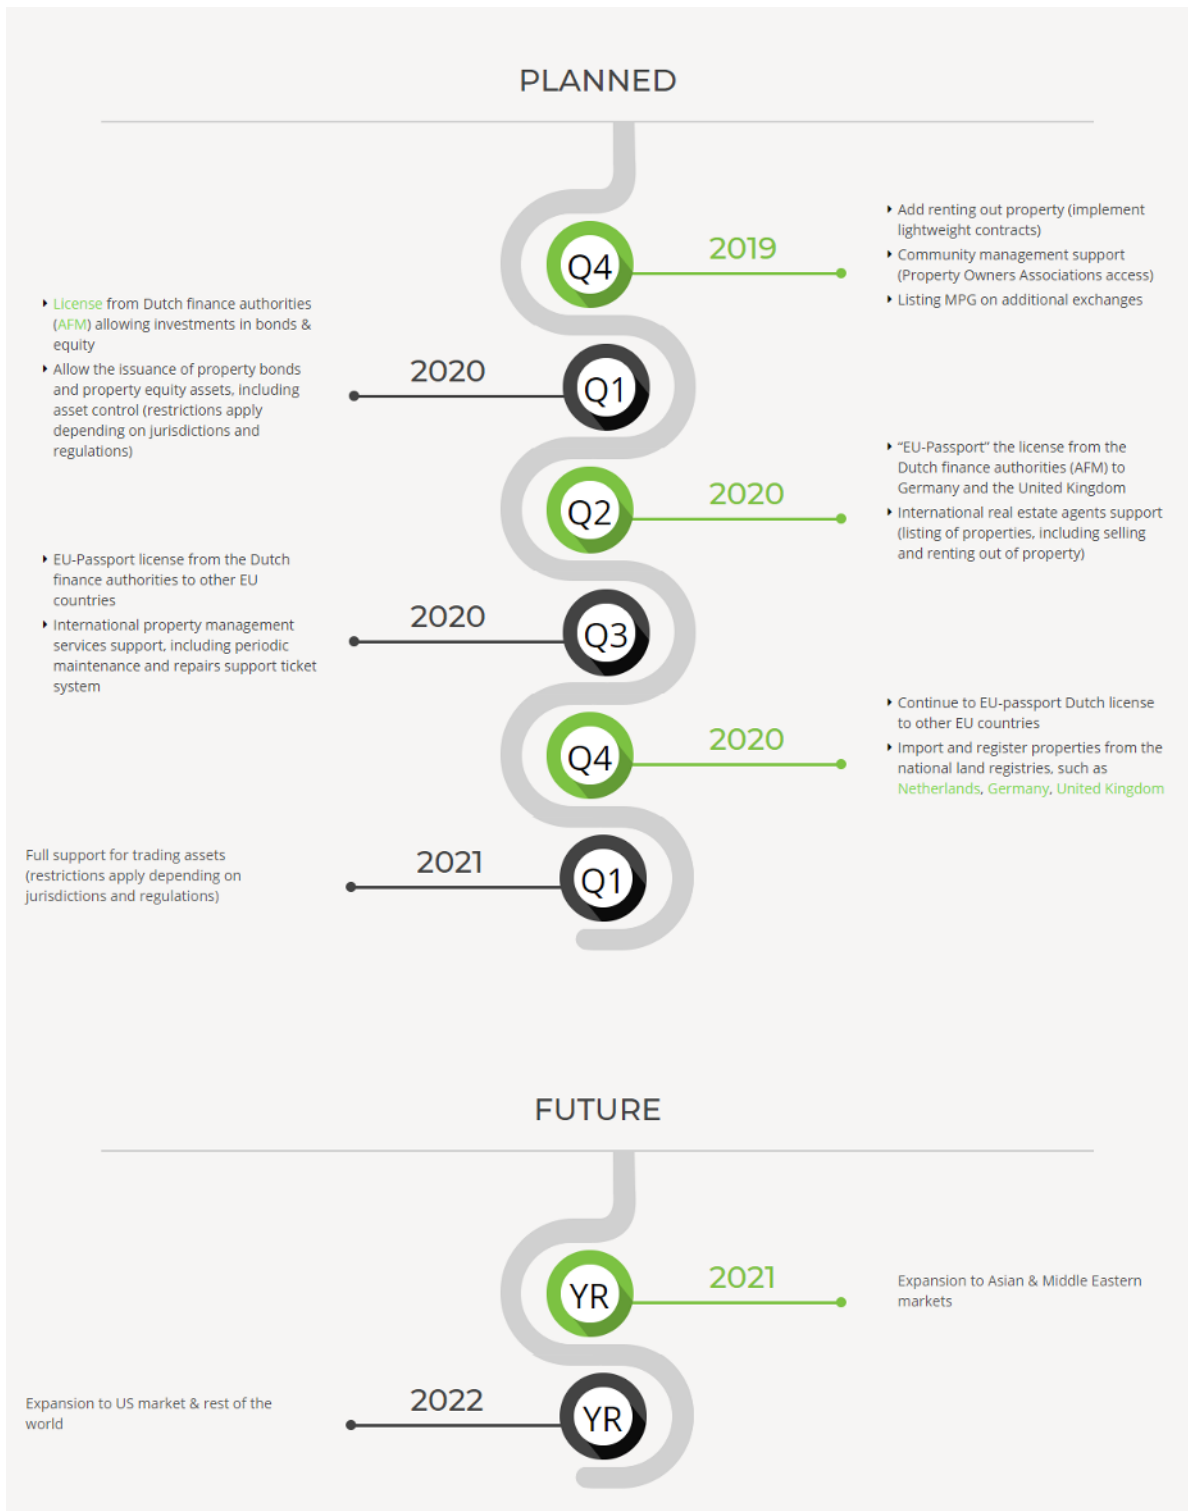 PLANNED
Q4
2019
Add renting out property (implement
lightweight contracts)
Community management support
(Property Owners Associations access)
Listing MPG on additional exchanges
License from Dutch finance authorities
(AFM) allowing investments in bonds &
equity
Allow the issuance of property bonds
and property equity assets, including
asset control (restrictions apply
depending on jurisdictions and
regulations)
2020
Q1
Q2
2020
“EU-Passport” the license from the
Dutch finance authorities (AFM) to
Germany and the United Kingdom
International real estate agents support
(listing of properties, including selling
and renting out of property)
EU-Passport license from the Dutch
finance authorities to other EU
countries
International property management
services support, including periodic
maintenance and repairs support ticket
system
2020
Q3
Q4
2020
Continue to EU-passport Dutch license
to other EU countries
Import and register properties from the
national land registries, such as
Netherlands, Germany, United Kingdom
Full support for trading assets
(restrictions apply depending on
jurisdictions and regulations)
2021
Q1
FUTURE
YR
2021
Expansion to Asian & Middle Eastern
markets
Expansion to US market & rest of the
world
2022
YR